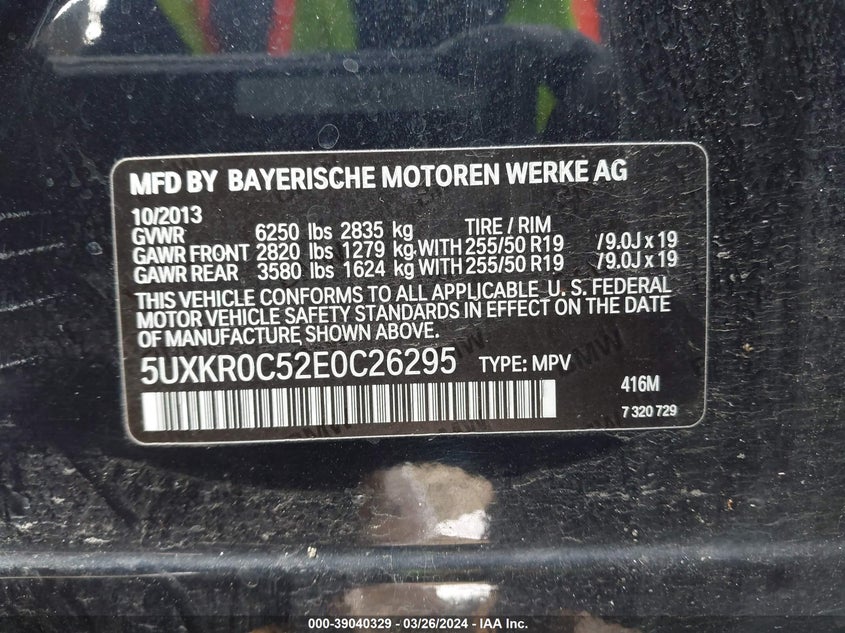 MFD BY BAYERISCHE MOTOREN WERKE AG
10/2013
GVWR 6250 lbs 2835 kg TIRE / RIM
GAWR FRONT 2820 lbs 1279 kg. WITH 255/50 R19 /9.0J x 19
GAWR REAR 3580 lbs 1624 kg WITH 255/50 R19 /9.0J x 19
THIS VEHICLE CONFORMS TO ALL APPLICABLE U. S. FEDERAL
MOTOR VEHICLE SAFETY STANDARDS IN EFFECT ON THE DATE
OF MANUFACTURE SHOWN ABOVE.
5UXKR0C52E0C26295 TYPE: MPV
416M
7 320 729
000-39040329 - 03/26/2024 - IAA Inc.